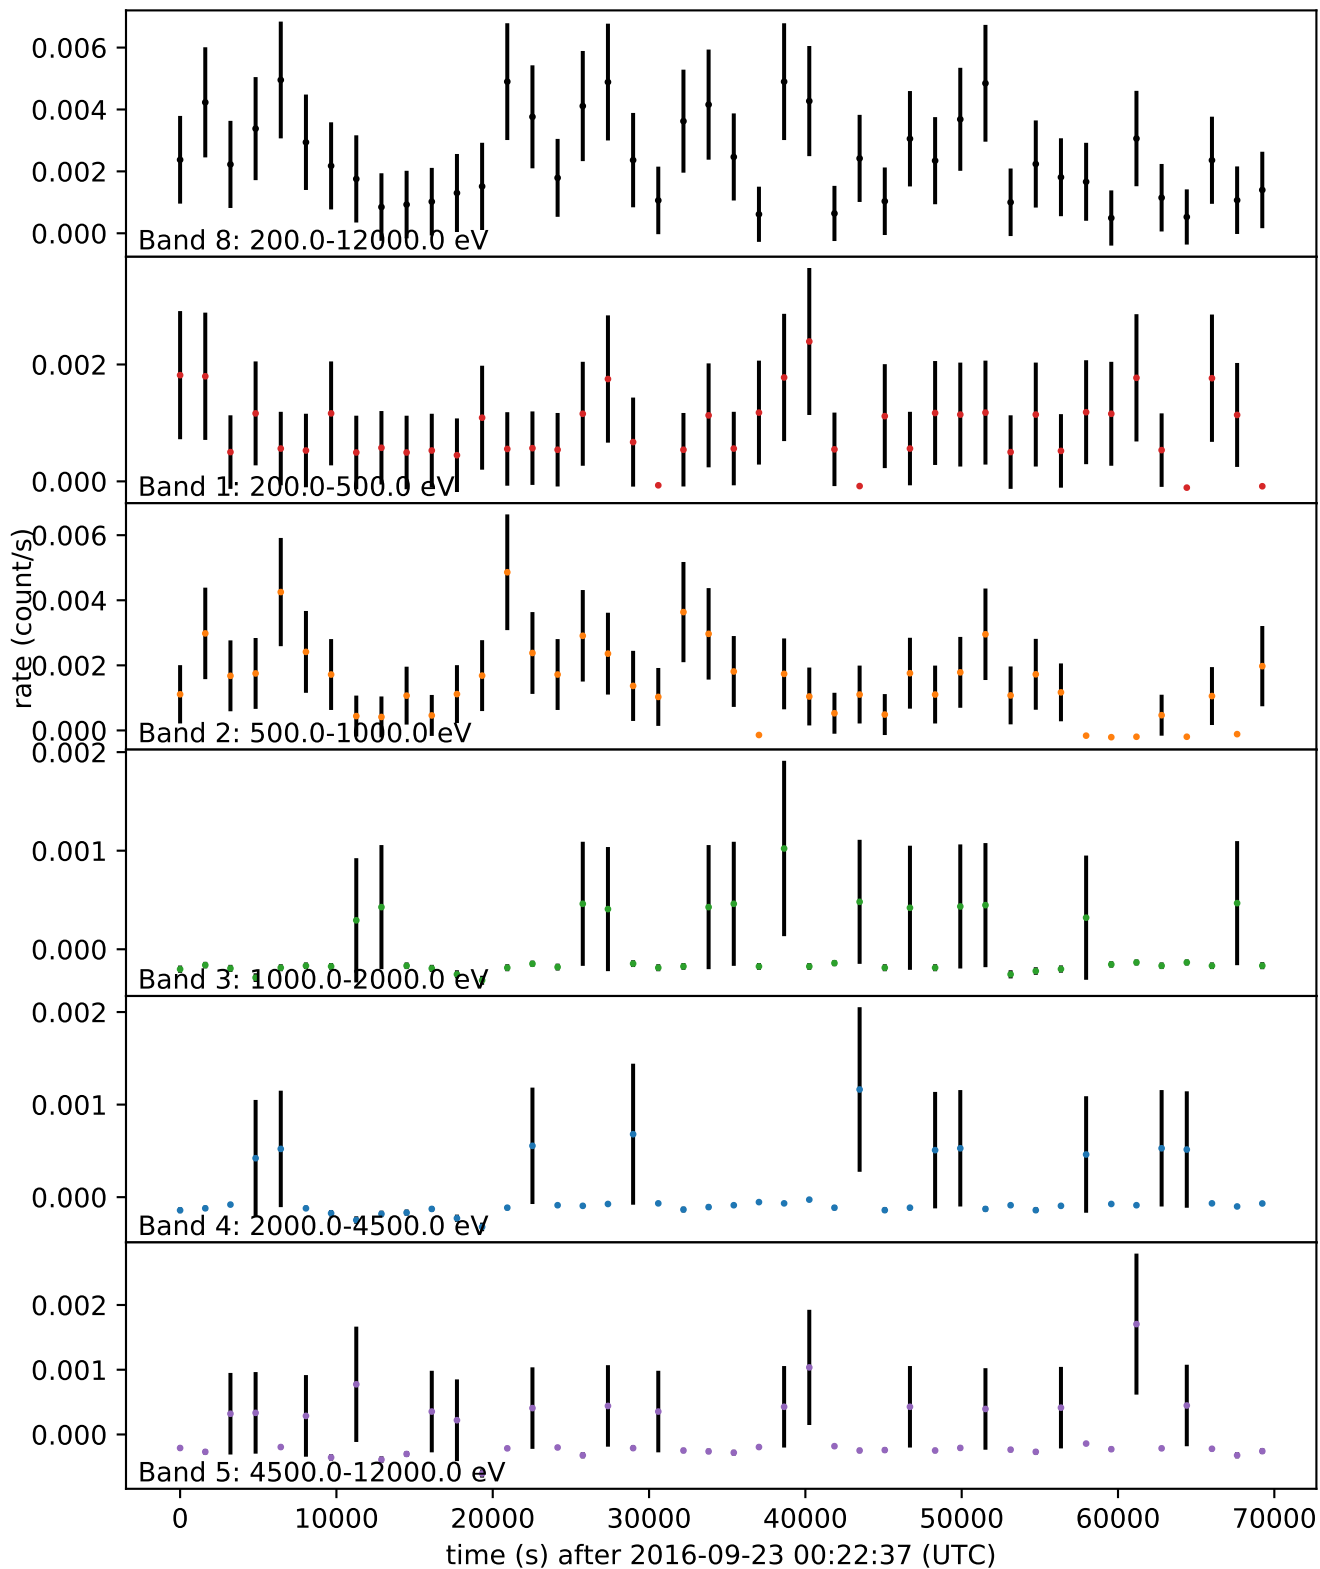 0.006
0.004
0.002
0.000
Band 8: 200.0-12000.0 eV
0.002
0.000
Band 1: 200.0-500.0 eV
rate (count/s)
0.006
0.004
0.002
0.000
Band 2: 500.0-1000.0 eV
0.002
0.001
0.000
Band 3: 1000.0-2000.0 eV
0.002
0.001
0.000
Band 4: 2000.0-4500.0 eV
0.002
0.001
0.000
Band 5: 4500.0-12000.0 eV
0 10000 20000 30000 40000 50000 60000 70000
time (s) after 2016-09-23 00:22:37 (UTC)